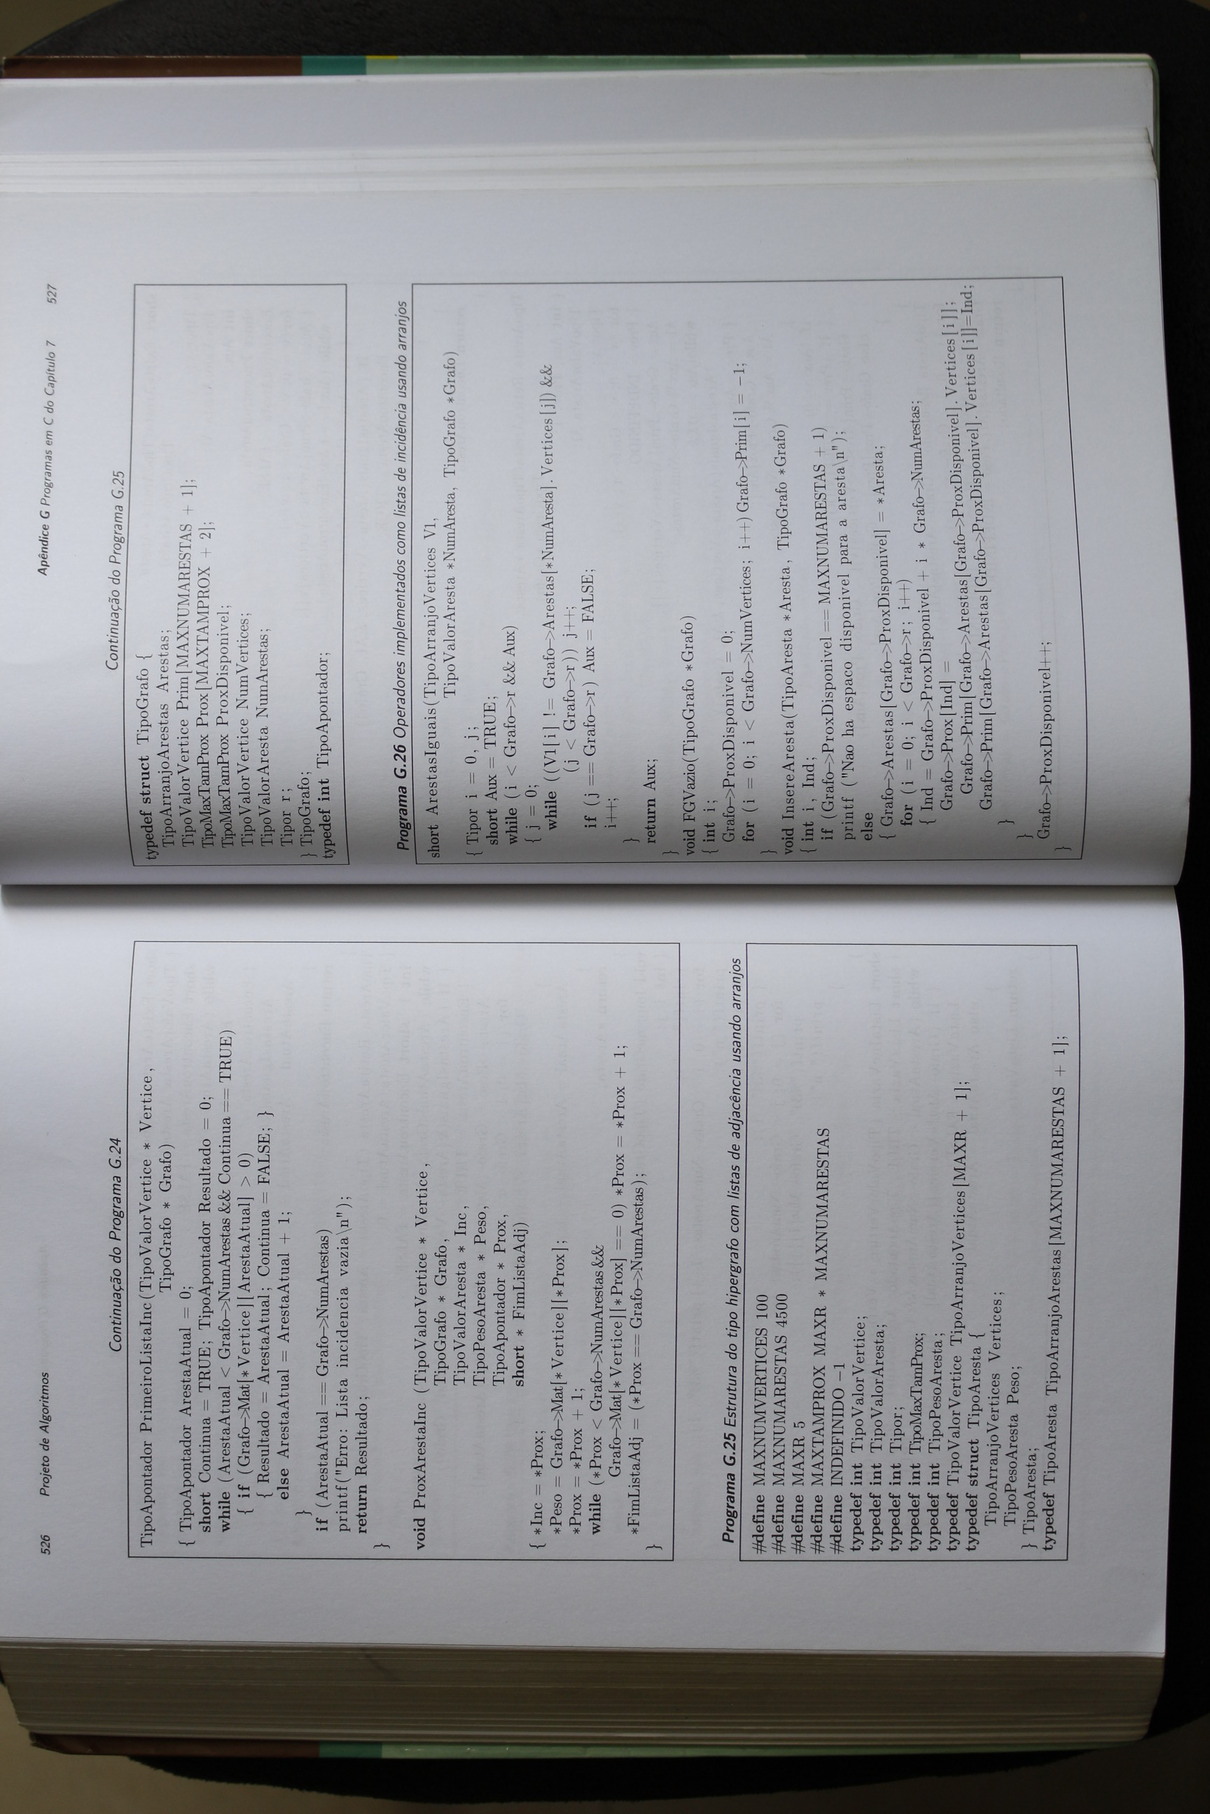 526 Projeto de Algoritmos
Continuação do Programa G.24
TipoApontador PrimeiroListaInc(TipoValorVertice * Vertice,
TipoGrafo * Grafo)
{ TipoApontador ArestaAtual = 0;
short Continua = TRUE; TipoApontador Resultado = 0;
while (ArestaAtual < Grafo->NumArestas && Continua == TRUE)
{ if (Grafo->Mat[*Vertice][ArestaAtual] > 0)
{ Resultado = ArestaAtual; Continua = FALSE; }
else ArestaAtual = ArestaAtual + 1;
}
if (ArestaAtual == Grafo->NumArestas)
printf("Erro: Lista incidencia vazia\n");
return Resultado;
}
void ProxArestaInc (TipoValorVertice * Vertice,
TipoGrafo * Grafo,
TipoValorAresta * Inc,
TipoPesoAresta * Peso,
TipoApontador * Prox,
short * FimListaAdj)
{ *Inc = *Prox;
*Peso = Grafo->Mat[*Vertice][*Prox];
*Prox = *Prox + 1;
while (*Prox < Grafo->NumArestas &&
Grafo->Mat[*Vertice][*Prox] == 0) *Prox = *Prox + 1;
*FimListaAdj = (*Prox == Grafo->NumArestas);
}
Programa G.25 Estrutura do tipo hipergrafo com listas de adjacência usando arranjos
#define MAXNUMVERTICES 100
#define MAXNUMARESTAS 4500
#define MAXR 5
#define MAXTAMPROX MAXR * MAXNUMARESTAS
#define INDEFINIDO -1
typedef int TipoValorVertice;
typedef int TipoValorAresta;
typedef int Tipor;
typedef int TipoMaxTamProx;
typedef int TipoPesoAresta;
typedef TipoValorVertice TipoArranjoVertices[MAXR + 1];
typedef struct TipoAresta {
TipoArranjoVertices Vertices;
TipoPesoAresta Peso;
} TipoAresta;
typedef TipoAresta TipoArranjoArestas[MAXNUMARESTAS + 1];
Apêndice G Programas em C do Capítulo 7 527
Continuação do Programa G.25
typedef struct TipoGrafo {
TipoArranjoArestas Arestas;
TipoValorVertice Prim[MAXNUMARESTAS + 1];
TipoMaxTamProx Prox[MAXTAMPROX + 2];
TipoMaxTamProx ProxDisponivel;
TipoValorVertice NumVertices;
TipoValorAresta NumArestas;
Tipor r;
} TipoGrafo;
typedef int TipoApontador;
Programa G.26 Operadores implementados como listas de incidência usando arranjos
short ArestasIguais(TipoArranjoVertices V1,
TipoValorAresta *NumAresta, TipoGrafo *Grafo)
{ Tipor i = 0, j;
short Aux = TRUE;
while (i < Grafo->r && Aux)
{ j = 0;
while ((V1[i] != Grafo->Arestas[*NumAresta].Vertices[j]) &&
(j < Grafo->r)) j++;
if (j == Grafo->r) Aux = FALSE;
i++;
}
return Aux;
}
void FGVazio(TipoGrafo *Grafo)
{ int i;
Grafo->ProxDisponivel = 0;
for (i = 0; i < Grafo->NumVertices; i++) Grafo->Prim[i] = -1;
}
void InsereAresta(TipoAresta *Aresta, TipoGrafo *Grafo)
{ int i, Ind;
if (Grafo->ProxDisponivel == MAXNUMARESTAS + 1)
printf ("Nao ha espaco disponivel para a aresta\n");
else
{ Grafo->Arestas[Grafo->ProxDisponivel] = *Aresta;
for (i = 0; i < Grafo->r; i++)
{ Ind = Grafo->ProxDisponivel + i * Grafo->NumArestas;
Grafo->Prox[Ind] =
Grafo->Prim[Grafo->Arestas[Grafo->ProxDisponivel].Vertices[i]];
Grafo->Prim[Grafo->Arestas[Grafo->ProxDisponivel].Vertices[i]]=Ind;
}
}
Grafo->ProxDisponivel++;
}